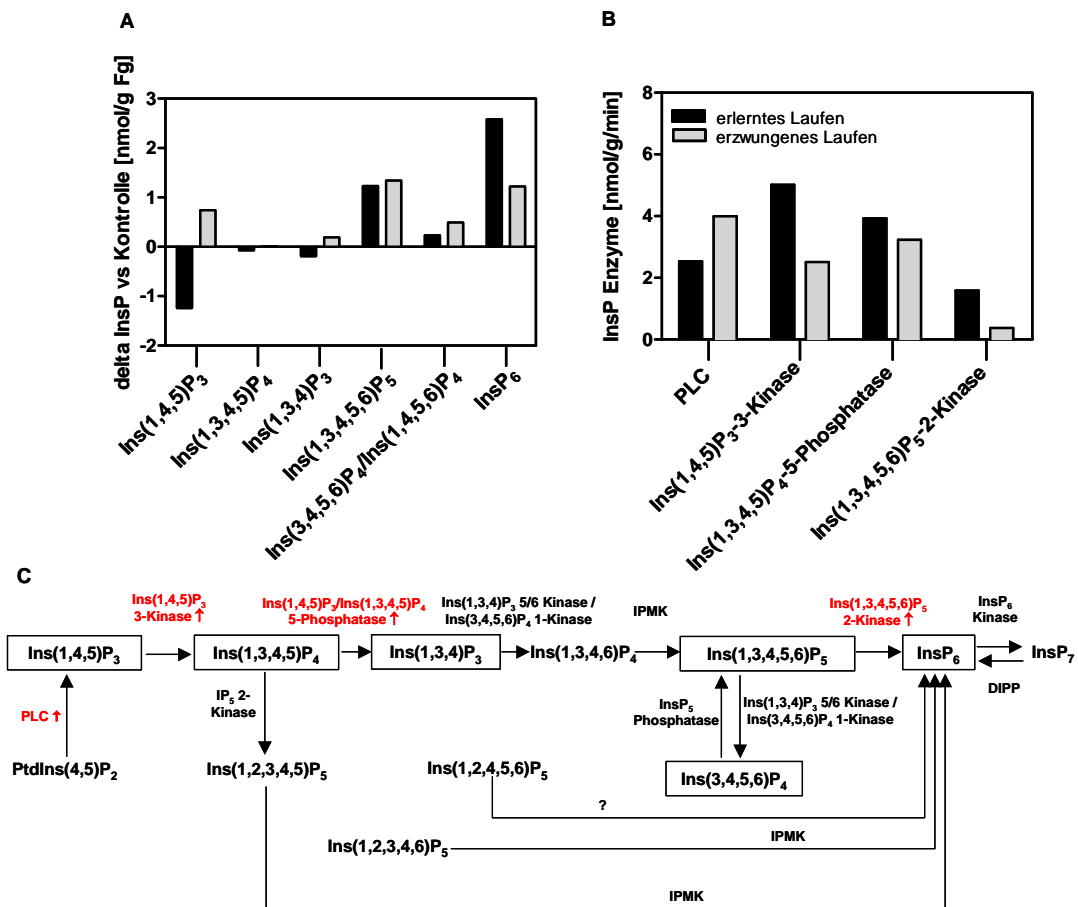 A
B
delta InsP vs Kontrolle [nmol/g Fg]
3
2
1
0
-1
-2
Ins(1,4,5)P3
Ins(1,3,4,5)P4
Ins(1,3,4)P3
Ins(1,3,4,5,6)P5
Ins(3,4,5,6)P4/Ins(1,4,5,6)P4
InsP6
InsP Enzyme [nmol/g/min]
8
6
4
2
0
erlerntes Laufen
erzwungenes Laufen
PLC
Ins(1,4,5)P3-3-Kinase
Ins(1,3,4,5)P4-5-Phosphatase
Ins(1,3,4,5,6)P5-2-Kinase
C
Ins(1,4,5)P3
3-Kinase ↑
Ins(1,4,5)P3/Ins(1,3,4,5)P4
5-Phosphatase ↑
Ins(1,3,4)P3 5/6 Kinase /
Ins(3,4,5,6)P4 1-Kinase
IPMK
Ins(1,3,4,5,6)P5
2-Kinase ↑
InsP6
Kinase
Ins(1,4,5)P3
Ins(1,3,4,5)P4
Ins(1,3,4)P3
Ins(1,3,4,6)P4
Ins(1,3,4,5,6)P5
InsP6
InsP7
DIPP
PLC ↑
IP5 2-
Kinase
InsP5
Phosphatase
Ins(1,3,4)P3 5/6 Kinase /
Ins(3,4,5,6)P4 1-Kinase
PtdIns(4,5)P2
Ins(1,2,3,4,5)P5
Ins(1,2,4,5,6)P5
Ins(3,4,5,6)P4
?
Ins(1,2,3,4,6)P5
IPMK
IPMK